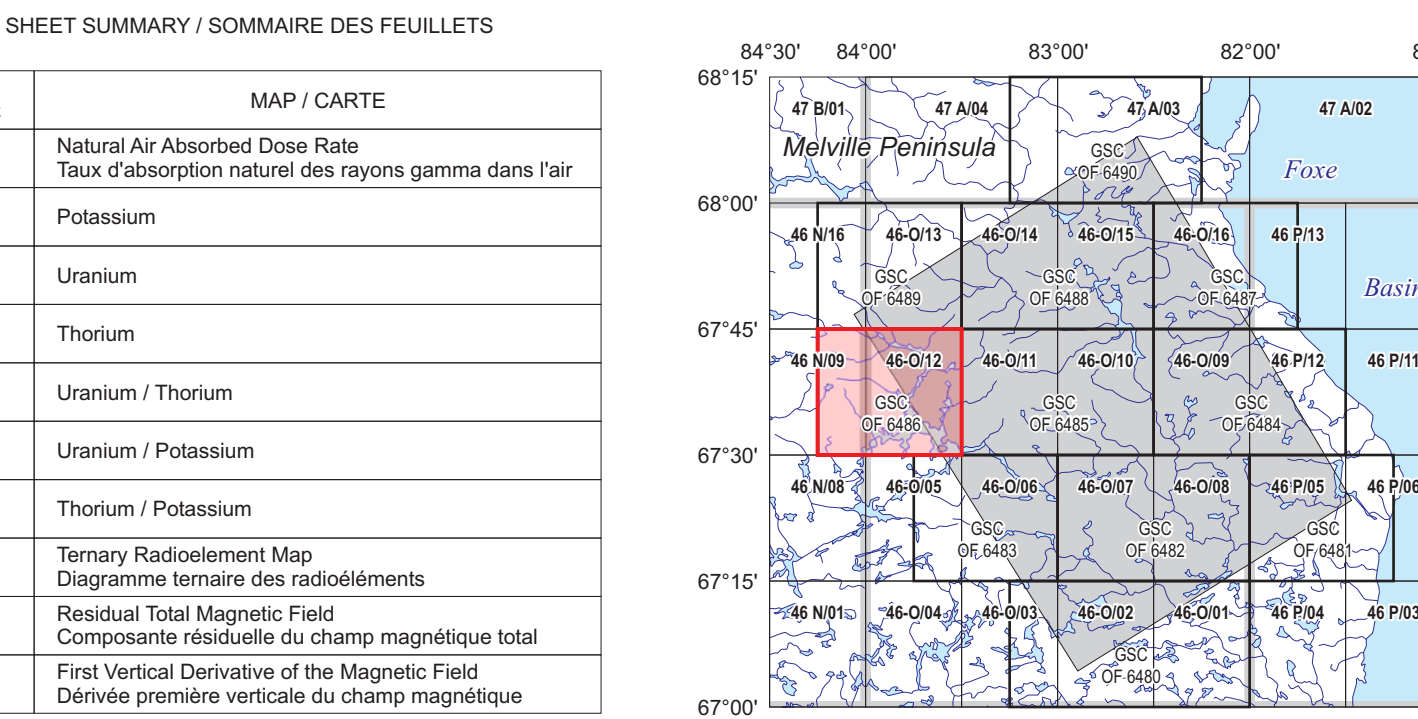 SHEET SUMMARY / SOMMAIRE DES FEUILLETS
MAP / CARTE
Natural Air Absorbed Dose Rate
Taux d'absorption naturel des rayons gamma dans l'air
Potassium
Uranium
Thorium
Uranium / Thorium
Uranium / Potassium
Thorium / Potassium
Ternary Radioelement Map
Diagramme ternaire des radioéléments
Residual Total Magnetic Field
Composante résiduelle du champ magnétique total
First Vertical Derivative of the Magnetic Field
Dérivée première verticale du champ magnétique
84°30' 84°00' 83°00' 82°00'
68°15'
47 B/01 47 A/04 47 A/03 47 A/02
Melville Peninsula
GSC
OF 6490
Foxe
68°00'
46 N/16 46-O/13 46-O/14 46-O/15 46-O/16 46 P/13
GSC GSC GSC
OF 6489 OF 6488 OF 6487
Basin
67°45'
46 N/09 46-O/12 46-O/11 46-O/10 46-O/09 46 P/12 46 P/11
GSC GSC GSC
OF 6486 OF 6485 OF 6484
67°30'
46 N/08 46-O/05 46-O/06 46-O/07 46-O/08 46 P/05 46 P/06
GSC GSC GSC
OF 6483 OF 6482 OF 6481
67°15'
46 N/01 46-O/04 46-O/03 46-O/02 46-O/01 46 P/04 46 P/03
GSC
OF 6480
67°00'